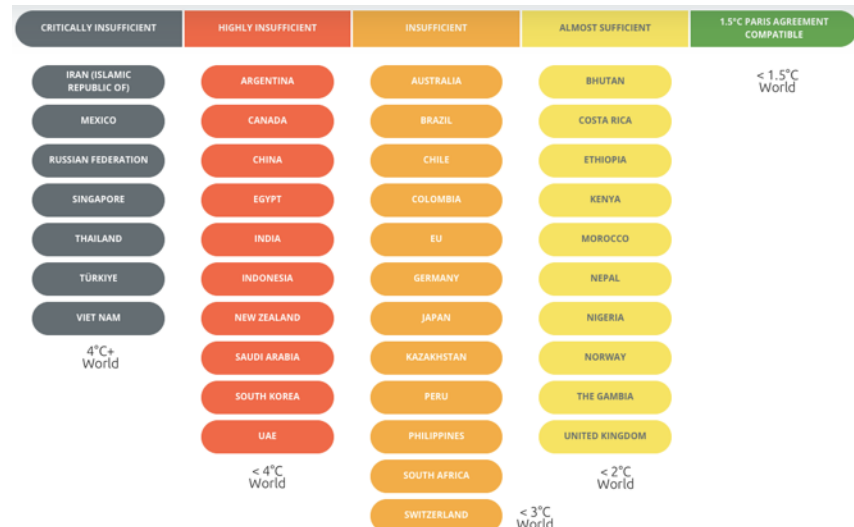 CRITICALLY INSUFFICIENT
HIGHLY INSUFFICIENT
INSUFFICIENT
ALMOST SUFFICIENT
1.5°C PARIS AGREEMENT
COMPATIBLE
IRAN (ISLAMIC
REPUBLIC OF)
MEXICO
RUSSIAN FEDERATION
SINGAPORE
THAILAND
TÜRKIYE
VIET NAM
4°C+
World
ARGENTINA
CANADA
CHINA
EGYPT
INDIA
INDONESIA
NEW ZEALAND
SAUDI ARABIA
SOUTH KOREA
UAE
< 4°C
World
AUSTRALIA
BRAZIL
CHILE
COLOMBIA
EU
GERMANY
JAPAN
KAZAKHSTAN
PERU
PHILIPPINES
SOUTH AFRICA
SWITZERLAND
< 3°C
World
BHUTAN
COSTA RICA
ETHIOPIA
KENYA
MOROCCO
NEPAL
NIGERIA
NORWAY
THE GAMBIA
UNITED KINGDOM
< 2°C
World
< 1.5°C
World